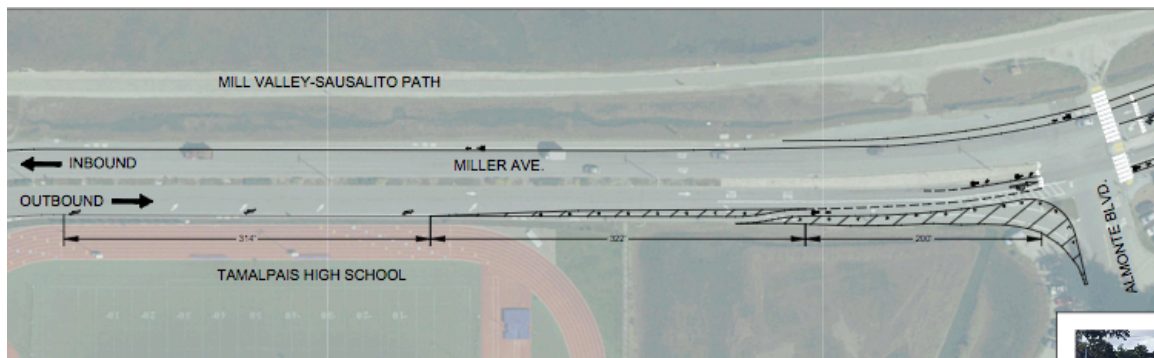 MILL VALLEY-SAUSALITO PATH
INBOUND
MILLER AVE.
OUTBOUND
314'
322'
200'
ALMONTE BLVD.
TAMALPAIS HIGH SCHOOL